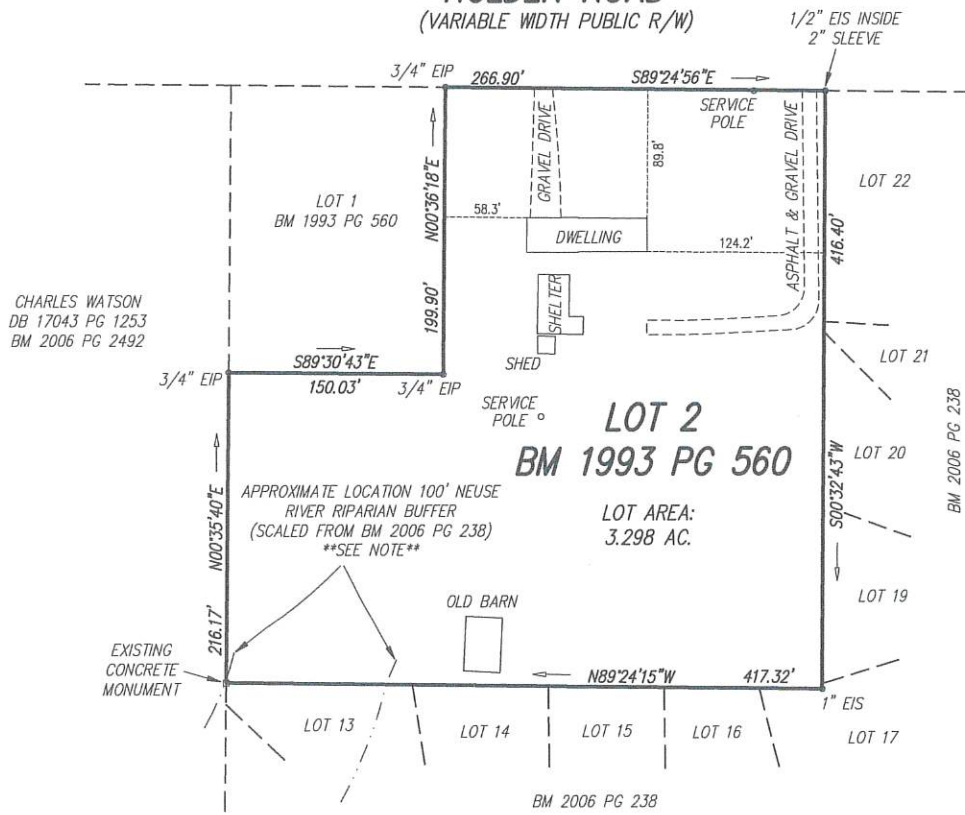 (VARIABLE WIDTH PUBLIC R/W)
1/2" EIS INSIDE
2" SLEEVE
3/4" EIP
266.90'
S89°24'56"E
SERVICE
POLE
GRAVEL DRIVE
89.8'
ASPHALT & GRAVEL DRIVE
LOT 22
LOT 1
BM 1993 PG 560
N00°36'18"E
199.90'
58.3'
DWELLING
124.2'
416.40'
CHARLES WATSON
DB 17043 PG 1253
BM 2006 PG 2492
SHELTER
SHED
S89°30'43"E
150.03'
3/4" EIP
3/4" EIP
LOT 21
SERVICE
POLE
LOT 2
BM 1993 PG 560
LOT AREA:
3.298 AC.
LOT 20
BM 2006 PG 238
S00°32'43"W
APPROXIMATE LOCATION 100' NEUSE
RIVER RIPARIAN BUFFER
(SCALED FROM BM 2006 PG 238)
**SEE NOTE**
N00°35'40"E
216.17'
OLD BARN
LOT 19
EXISTING
CONCRETE
MONUMENT
N89°24'15"W
417.32'
1" EIS
LOT 13
LOT 14
LOT 15
LOT 16
LOT 17
BM 2006 PG 238